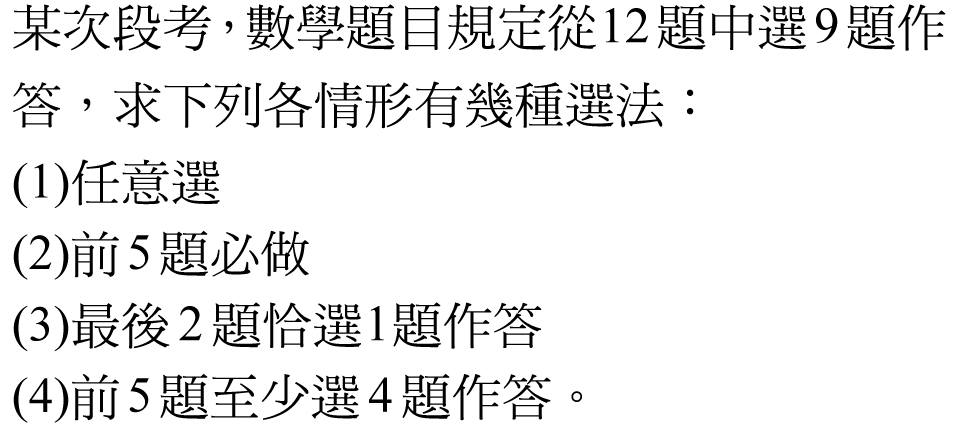 某次段考，數學題目規定從12題中選9題作
答，求下列各情形有幾種選法：
(1)任意選
(2)前5題必做
(3)最後2題恰選1題作答
(4)前5題至少選4題作答。